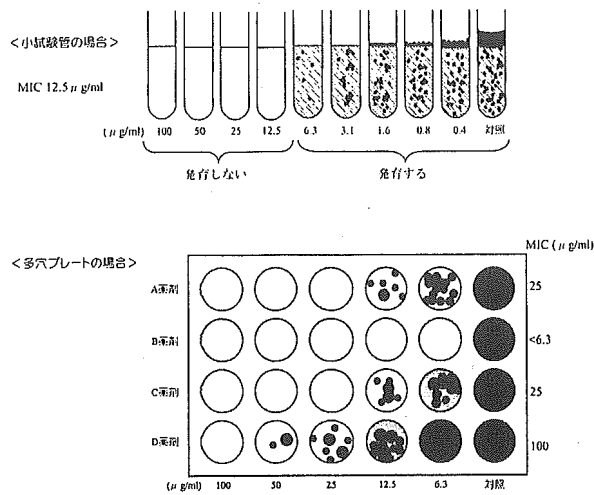 ＜小試験管の場合＞
MIC 12.5 μ g/ml
(μ g/ml) 100 50 25 12.5 6.3 3.1 1.6 0.8 0.4 対照
発育しない 発育する
＜多穴プレートの場合＞
MIC (μ g/ml)
A薬剤 25
B薬剤 <6.3
C薬剤 25
D薬剤 100
(μ g/ml) 100 50 25 12.5 6.3 対照